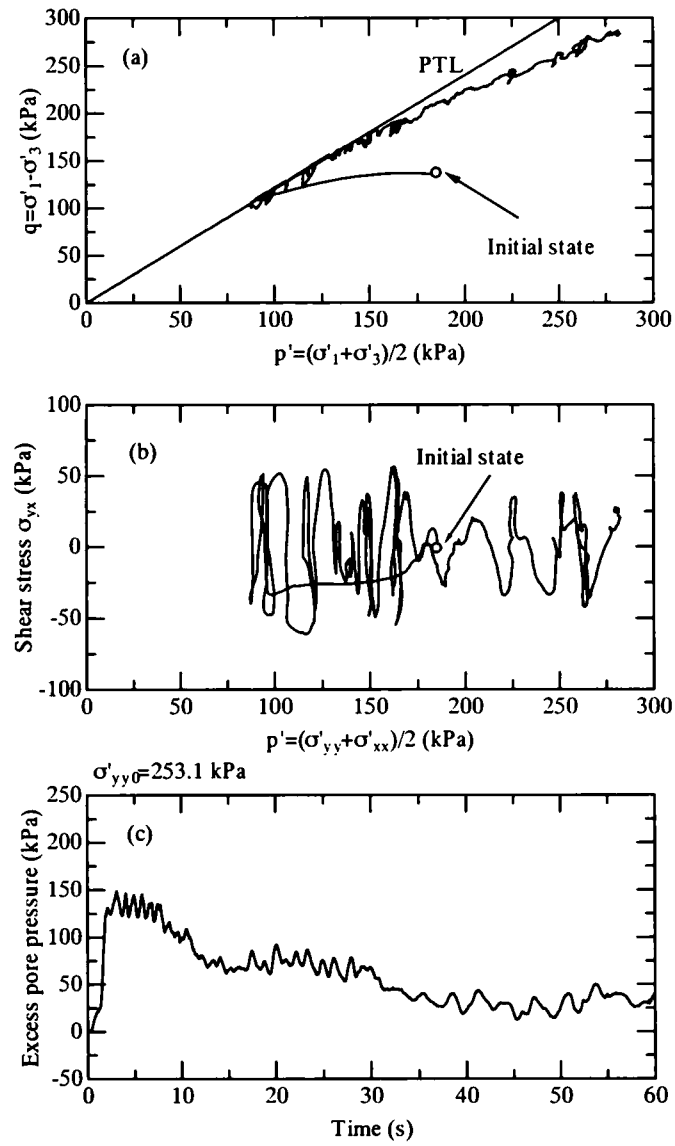 300
250
200
150
100
50
0
q=σ'1-σ'3 (kPa)
(a)
PTL
Initial state
0 50 100 150 200 250 300
p'=(σ'1+σ'3)/2 (kPa)
100
50
0
-50
-100
Shear stress σyx (kPa)
(b)
Initial state
0 50 100 150 200 250 300
p'=(σ'yy+σ'xx)/2 (kPa)
σ'yy0=253.1 kPa
250
200
150
100
50
0
-50
Excess pore pressure (kPa)
(c)
0 10 20 30 40 50 60
Time (s)